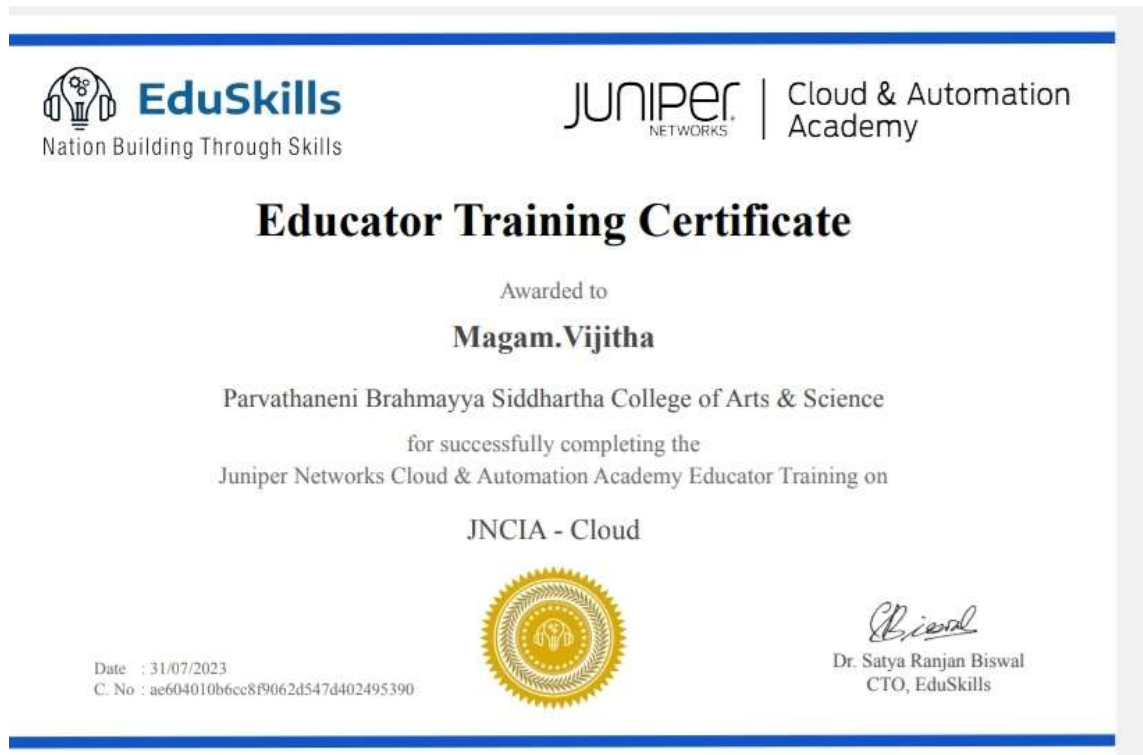 EduSkills
Nation Building Through Skills
JUNIPER
NETWORKS
Cloud & Automation
Academy
Educator Training Certificate
Awarded to
Magam.Vijitha
Parvathaneni Brahmayya Siddhartha College of Arts & Science
for successfully completing the
Juniper Networks Cloud & Automation Academy Educator Training on
JNCIA - Cloud
Date : 31/07/2023
C. No : ae604010b6cc8f9062d547d402495390
Dr. Satya Ranjan Biswal
CTO, EduSkills